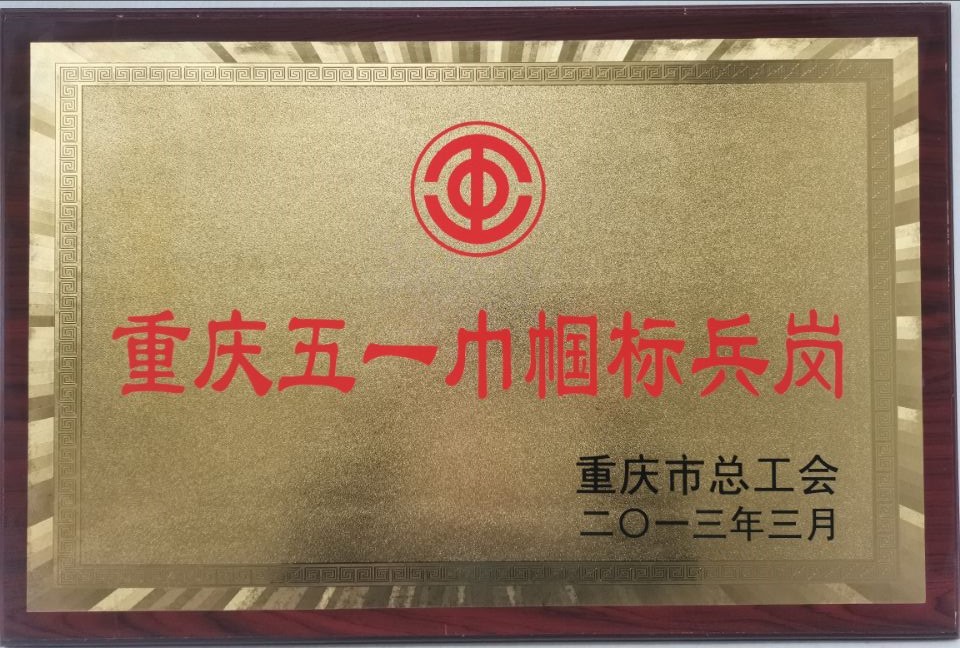 重庆五一巾帼标兵岗
重庆市总工会
二〇一三年三月